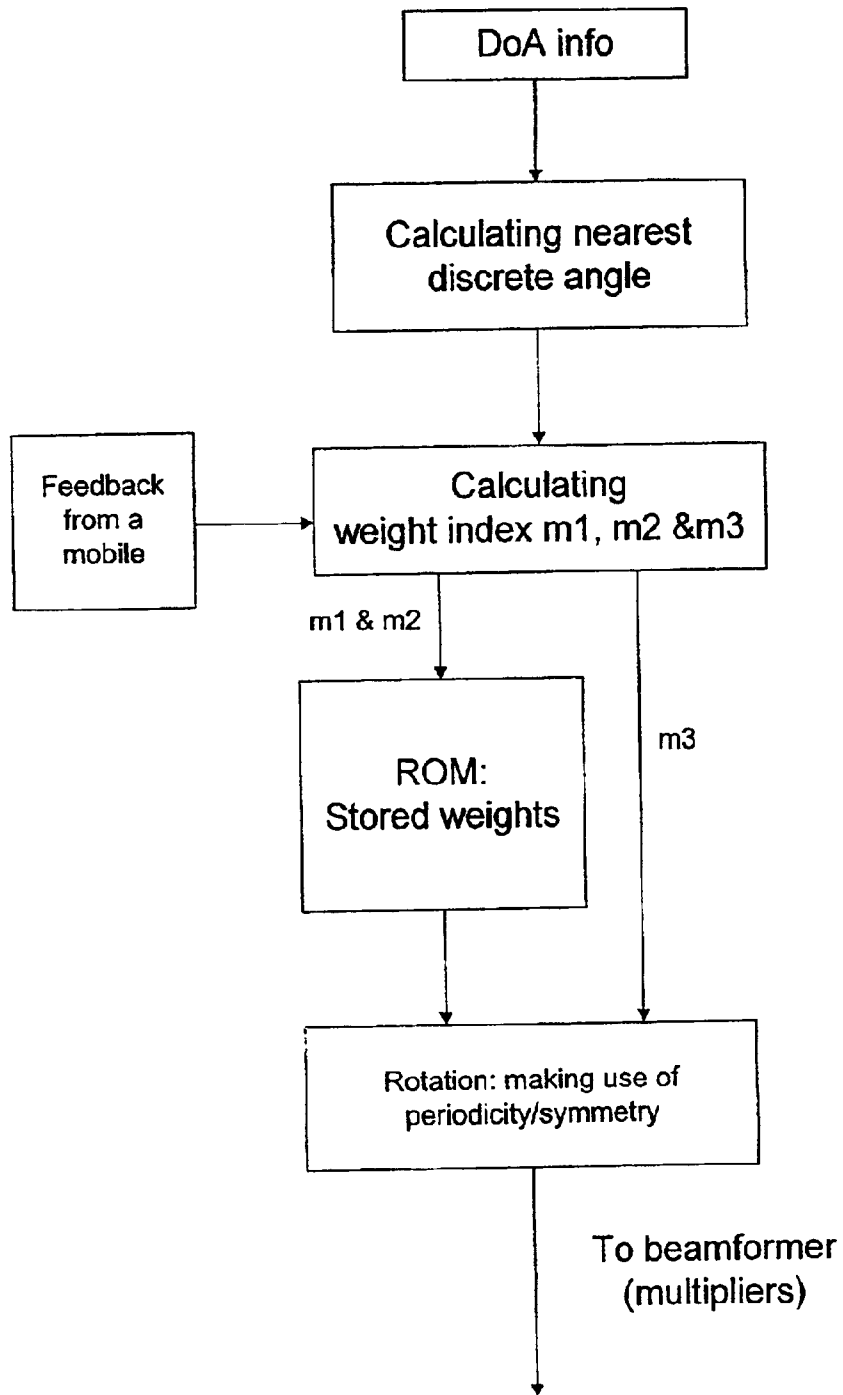 DoA info
Calculating nearest
discrete angle
Feedback
from a
mobile
Calculating
weight index m1, m2 &m3
m1 & m2
m3
ROM:
Stored weights
Rotation: making use of
periodicity/symmetry
To beamformer
(multipliers)